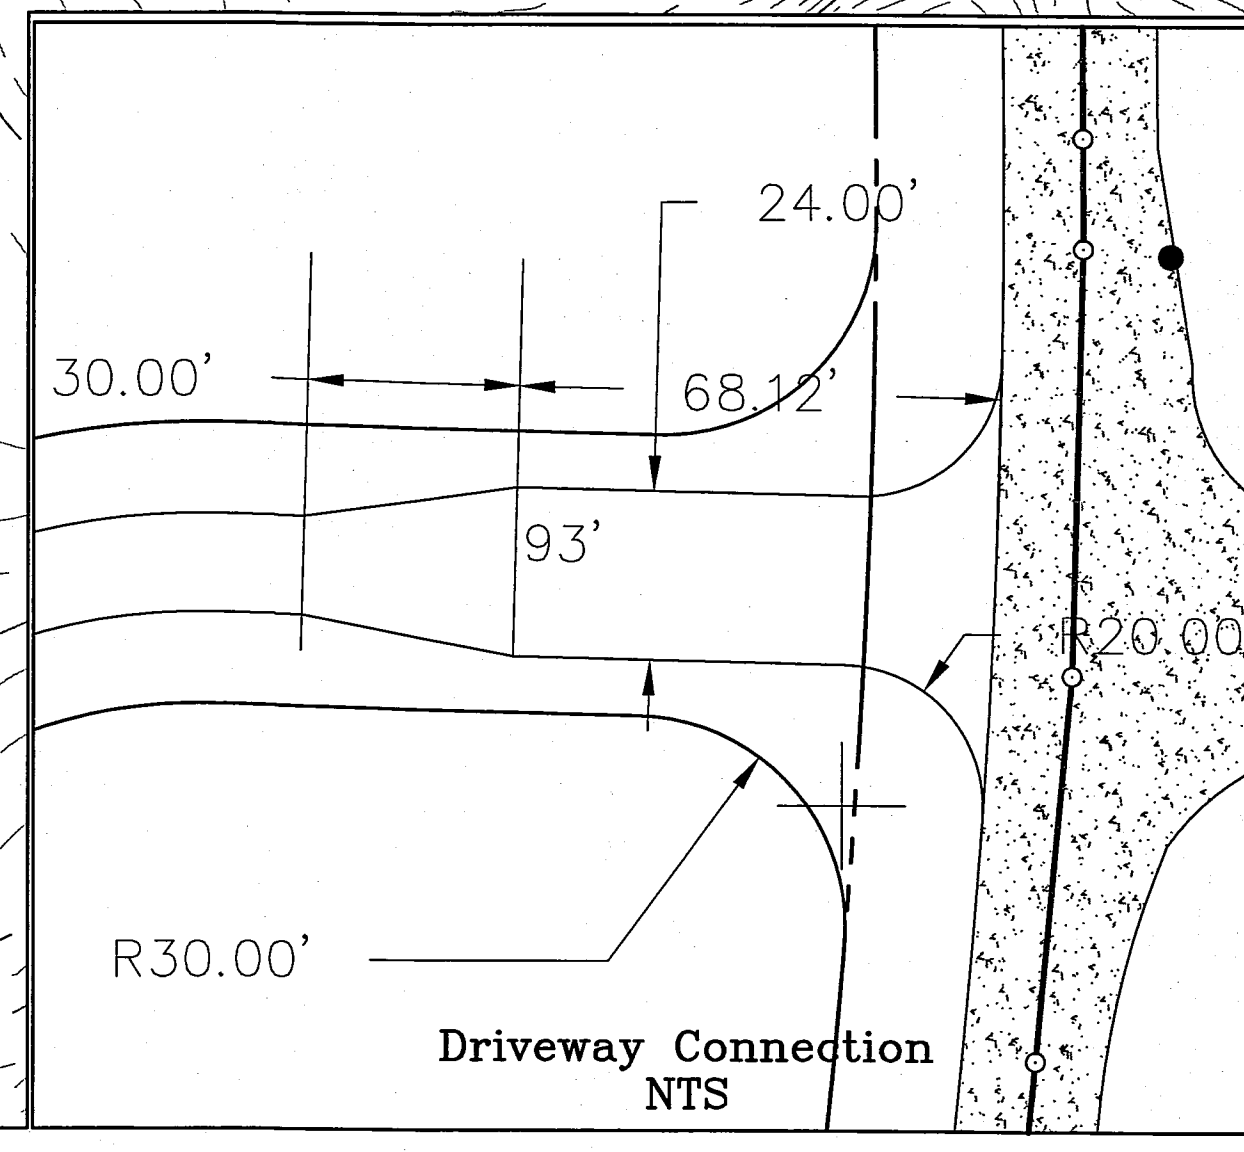 24.00'
30.00'
68.12'
93'
R20.00
R30.00'
Driveway Connection
NTS